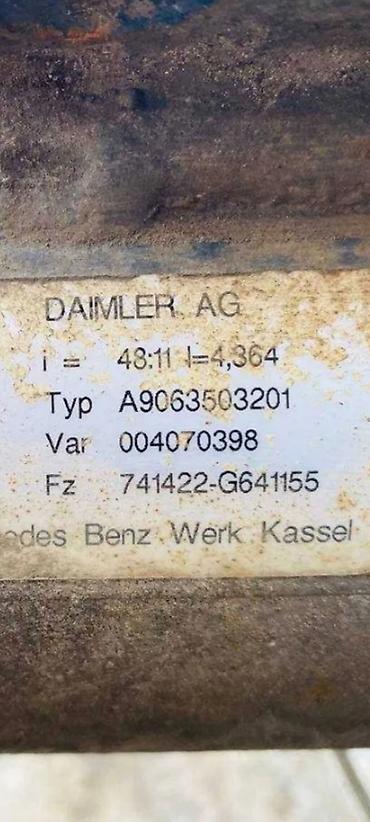 DAIMLER AG
i = 48:11 I=4,364
Typ A9063503201
Var 004070398
Fz 741422-G641155
edes Benz Werk Kassel